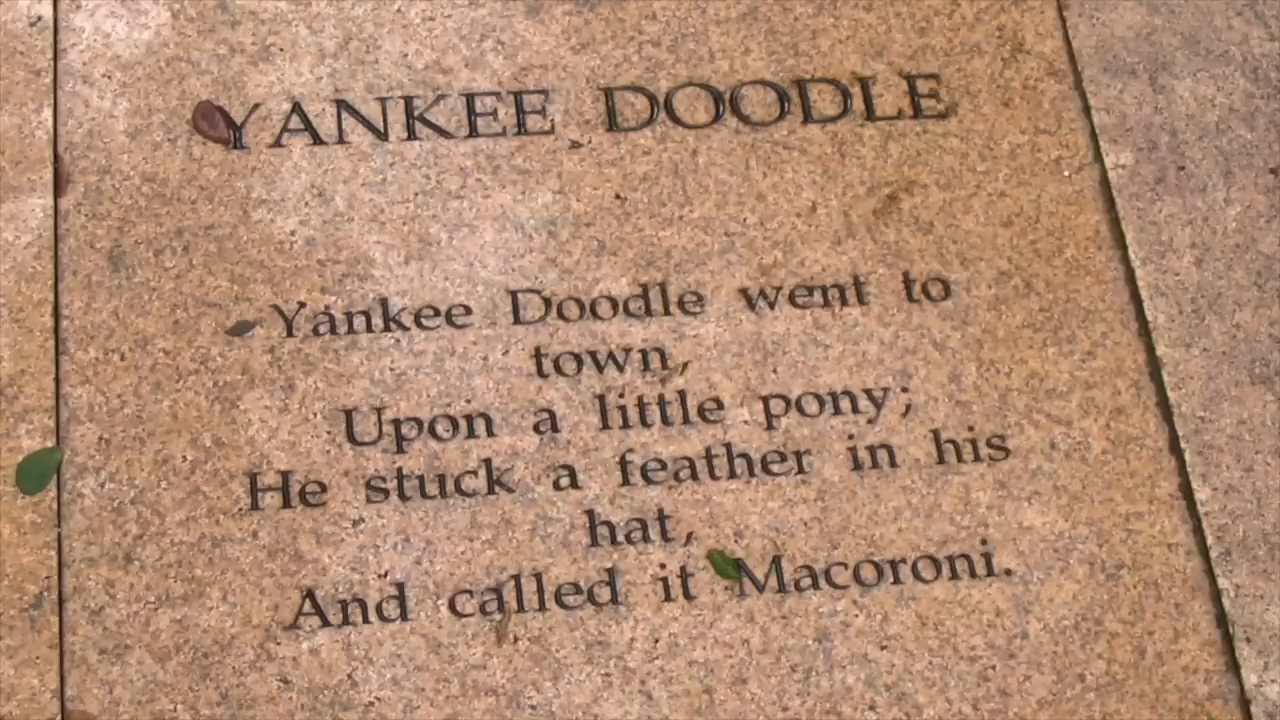 YANKEE DOODLE
Yankee Doodle went to
town,
Upon a little pony;
He stuck a feather in his
hat,
And called it Macoroni.